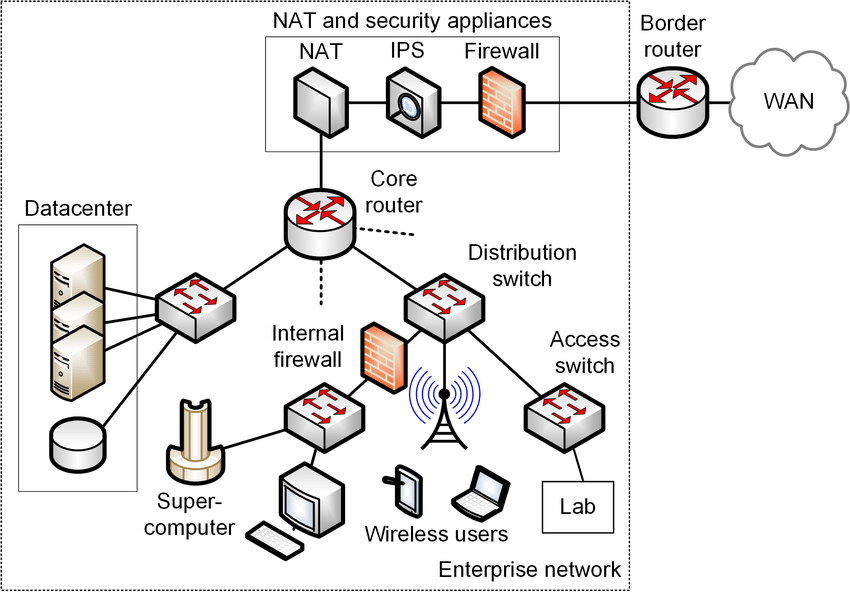 NAT and security appliances
NAT
IPS
Firewall
Border
router
WAN
Core
router
Datacenter
Distribution
switch
Internal
firewall
Access
switch
Super-
computer
Wireless users
Lab
Enterprise network